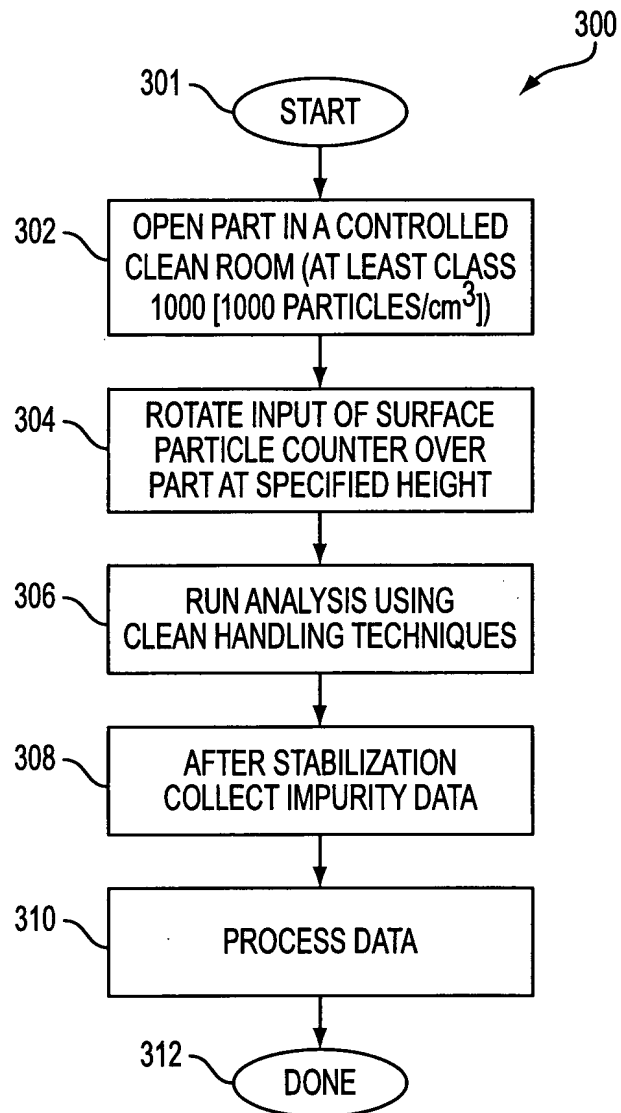 300
301
START
302
OPEN PART IN A CONTROLLED
CLEAN ROOM (AT LEAST CLASS
1000 [1000 PARTICLES/cm³])
304
ROTATE INPUT OF SURFACE
PARTICLE COUNTER OVER
PART AT SPECIFIED HEIGHT
306
RUN ANALYSIS USING
CLEAN HANDLING TECHNIQUES
308
AFTER STABILIZATION
COLLECT IMPURITY DATA
310
PROCESS DATA
312
DONE